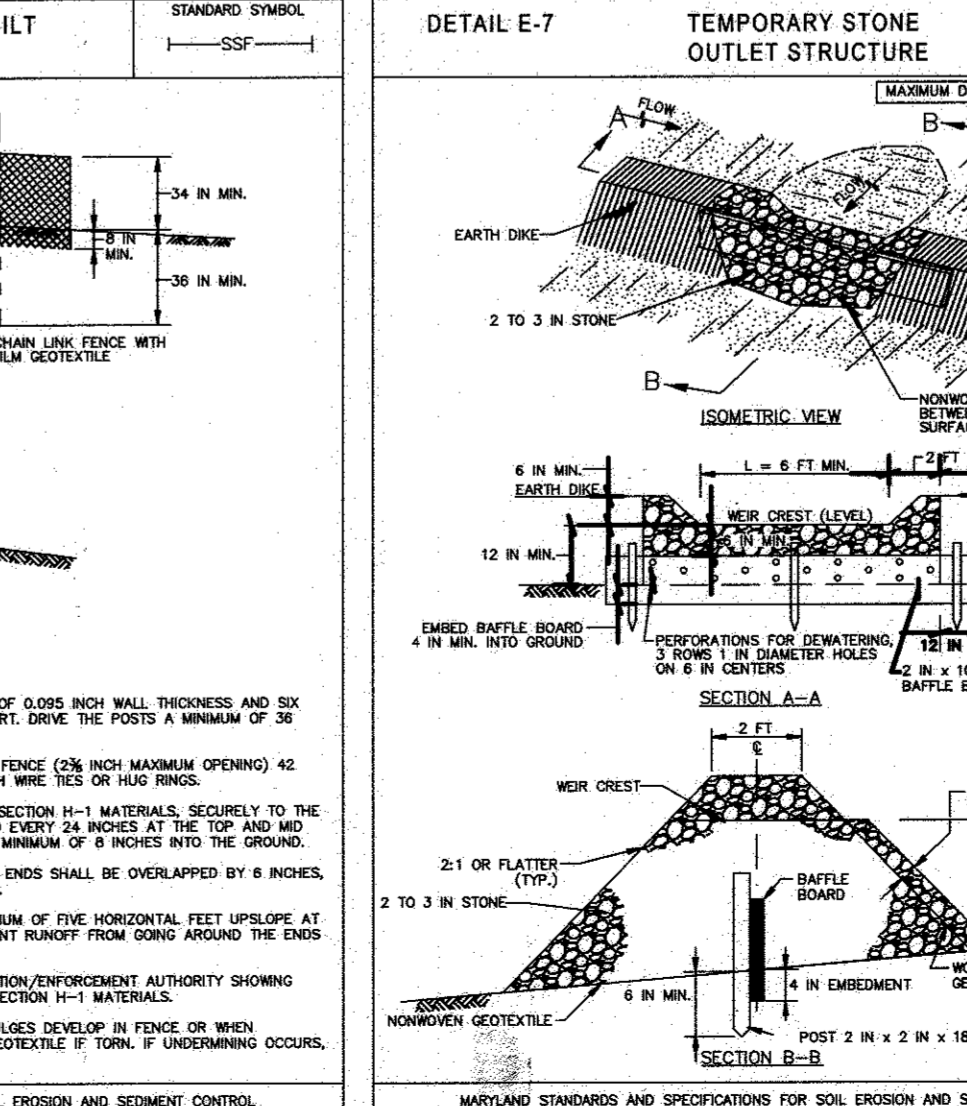 ILT
STANDARD SYMBOL
SSF
34 IN MIN.
8 IN
MIN.
36 IN MIN.
CHAIN LINK FENCE WITH
ILM GEOTEXTILE
OF 0.095 INCH WALL THICKNESS AND SIX
RT. DRIVE THE POSTS A MINIMUM OF 36
FENCE (2⅜ INCH MAXIMUM OPENING) 42
H WIRE TIES OR HUG RINGS.
SECTION H-1 MATERIALS, SECURELY TO THE
EVERY 24 INCHES AT THE TOP AND MID
MINIMUM OF 8 INCHES INTO THE GROUND.
ENDS SHALL BE OVERLAPPED BY 6 INCHES,
UM OF FIVE HORIZONTAL FEET UPSLOPE AT
NT RUNOFF FROM GOING AROUND THE ENDS
TION/ENFORCEMENT AUTHORITY SHOWING
ECTION H-1 MATERIALS.
LGES DEVELOP IN FENCE OR WHEN
EOTEXTILE IF TORN. IF UNDERMINING OCCURS,
EROSION AND SEDIMENT CONTROL
DETAIL E-7
TEMPORARY STONE
OUTLET STRUCTURE
MAXIMUM D
A
FLOW
B
FLOW
EARTH DIKE
2 TO 3 IN STONE
B
NONWO
BETWEE
SURFA
ISOMETRIC VIEW
6 IN MIN.
L = 6 FT MIN.
2 FT
EARTH DIKE
WEIR CREST (LEVEL)
6 IN MIN.
12 IN MIN.
EMBED BAFFLE BOARD
4 IN MIN. INTO GROUND
PERFORATIONS FOR DEWATERING,
3 ROWS 1 IN DIAMETER HOLES
ON 6 IN CENTERS
12 IN
2 IN x 10
BAFFLE B
SECTION A-A
2 FT
℄
WEIR CREST
2:1 OR FLATTER
(TYP.)
2 TO 3 IN STONE
BAFFLE
BOARD
6 IN MIN.
4 IN EMBEDMENT
WO
GE
NONWOVEN GEOTEXTILE
POST 2 IN x 2 IN x 18
SECTION B-B
MARYLAND STANDARDS AND SPECIFICATIONS FOR SOIL EROSION AND S